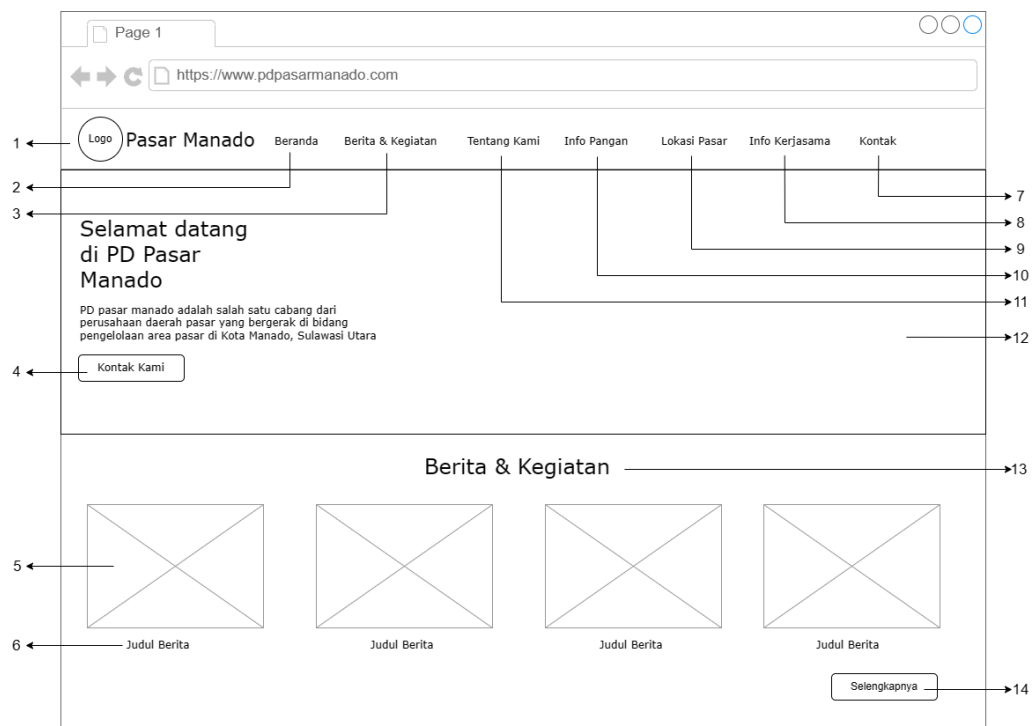 Page 1
https://www.pdpasarmanado.com
1 Logo Pasar Manado Beranda Berita & Kegiatan Tentang Kami Info Pangan Lokasi Pasar Info Kerjasama Kontak
2
7
3
8
Selamat datang
9
di PD Pasar
10
Manado
11
PD pasar manado adalah salah satu cabang dari
perusahaan daerah pasar yang bergerak di bidang
pengelolaan area pasar di Kota Manado, Sulawesi Utara
12
4 Kontak Kami
Berita & Kegiatan 13
5
6 Judul Berita Judul Berita Judul Berita Judul Berita
Selengkapnya 14